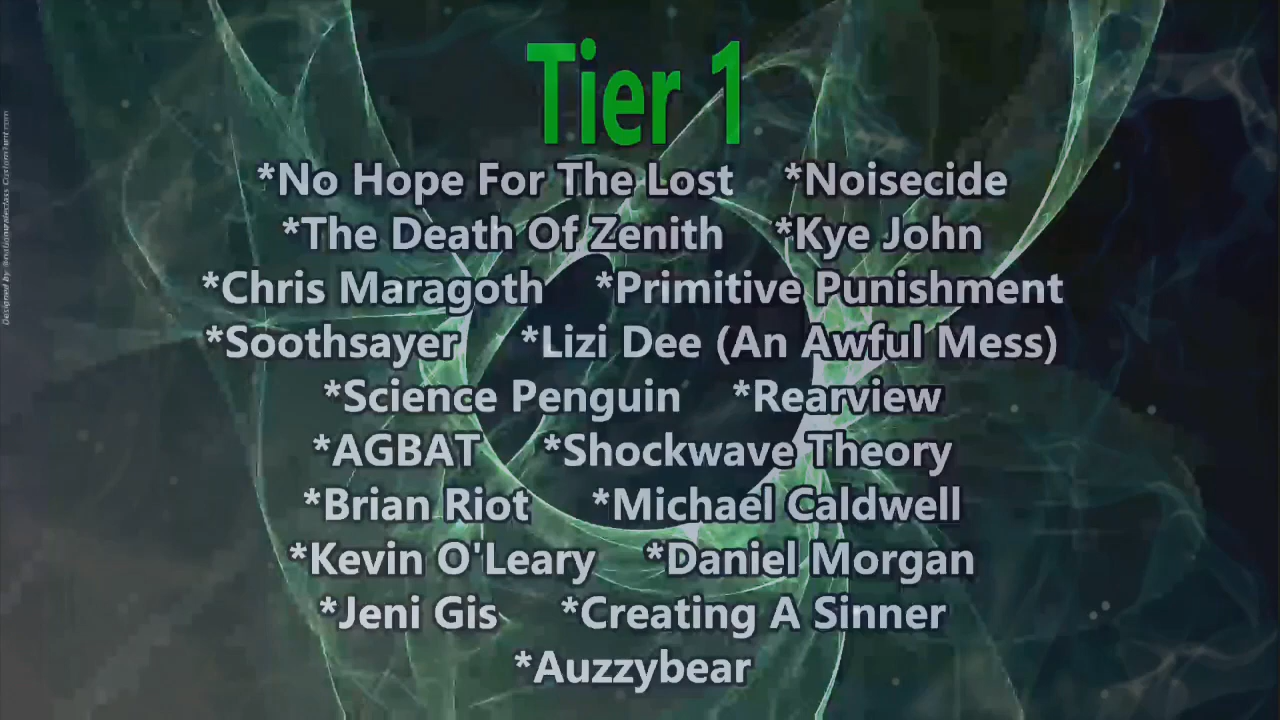 Tier 1
*No Hope For The Lost *Noisecide
*The Death Of Zenith *Kye John
*Chris Maragoth *Primitive Punishment
*Soothsayer *Lizi Dee (An Awful Mess)
*Science Penguin *Rearview
*AGBAT *Shockwave Theory
*Brian Riot *Michael Caldwell
*Kevin O'Leary *Daniel Morgan
*Jeni Gis *Creating A Sinner
*Auzzybear
Designed by